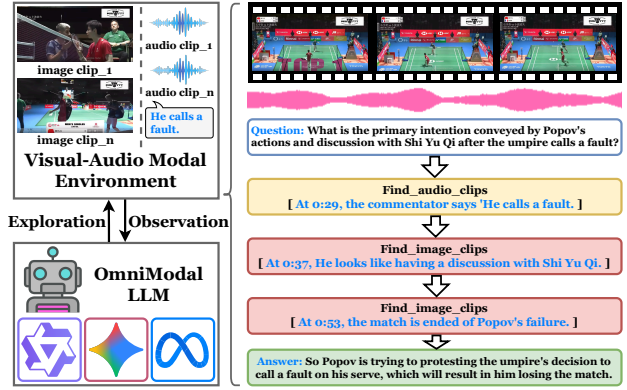 image clip_1
audio clip_1
audio clip_n
He calls a
fault.
image clip_n
Visual-Audio Modal
Environment
Exploration
Observation
OmniModal
LLM
TOP 1
Question: What is the primary intention conveyed by Popov's
actions and discussion with Shi Yu Qi after the umpire calls a fault?
Find_audio_clips
[ At 0:29, the commentator says 'He calls a fault. ]
Find_image_clips
[ At 0:37, He looks like having a discussion with Shi Yu Qi. ]
Find_image_clips
[ At 0:53, the match is ended of Popov's failure. ]
Answer: So Popov is trying to protesting the umpire's decision to
call a fault on his serve, which will result in him losing the match.